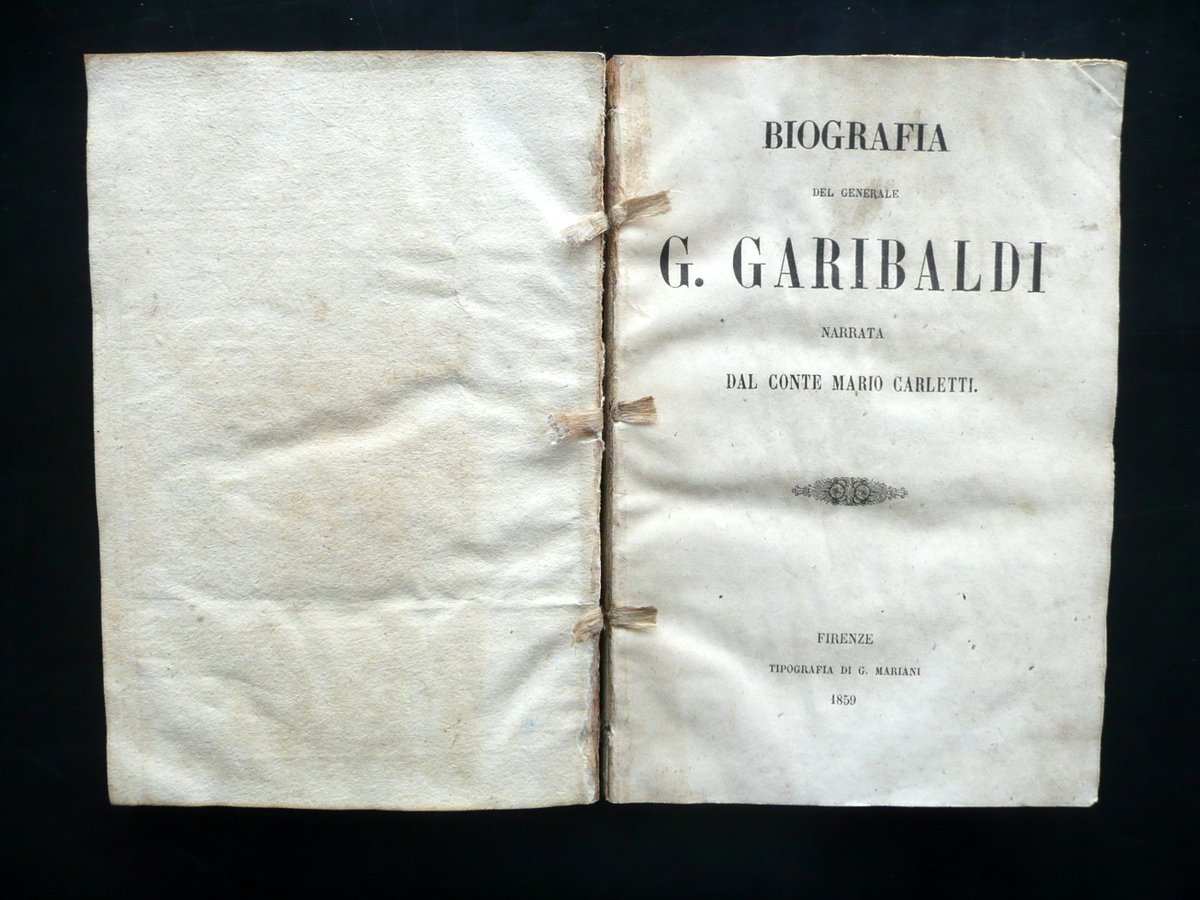 BIOGRAFIA
DEL GENERALE
G. GARIBALDI
NARRATA
DAL CONTE MARIO CARLETTI.
FIRENZE
TIPOGRAFIA DI G. MARIANI
1859